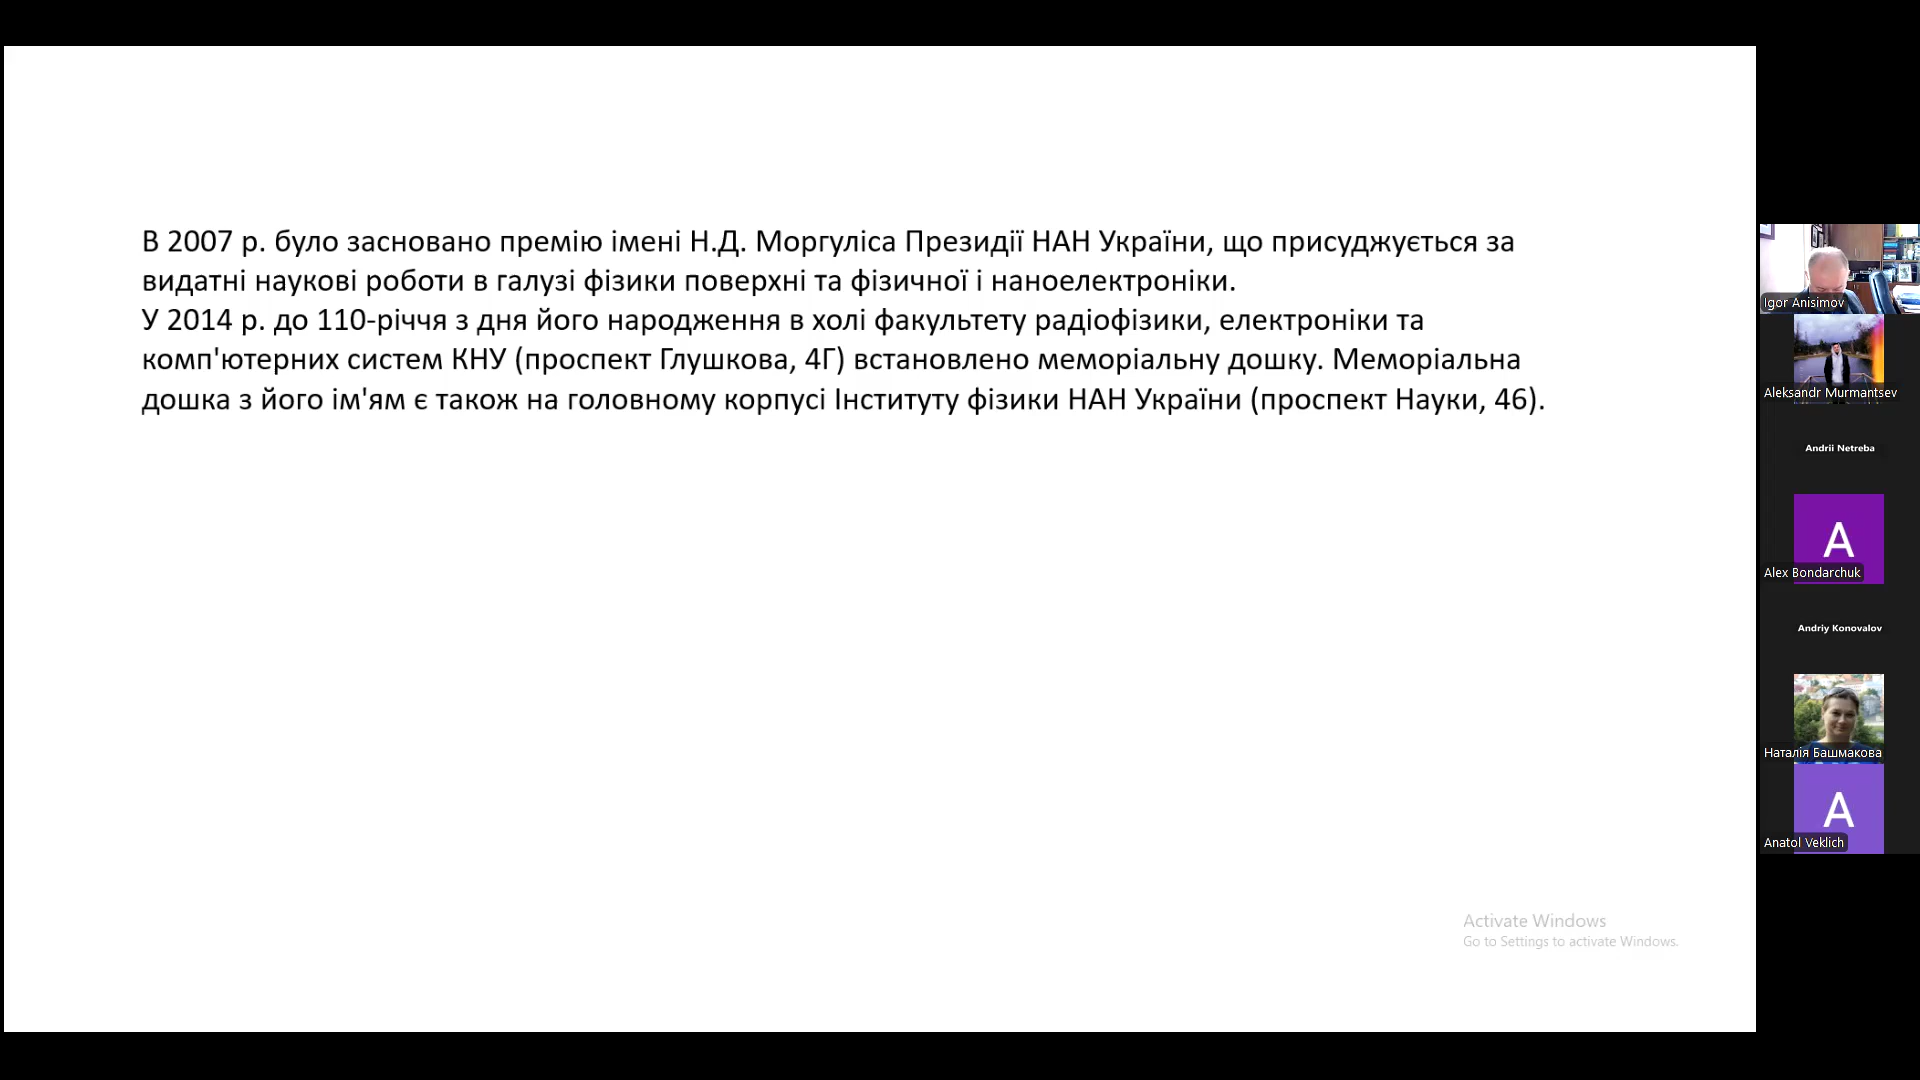 В 2007 р. було засновано премію імені Н.Д. Моргуліса Президії НАН України, що присуджується за
видатні наукові роботи в галузі фізики поверхні та фізичної і наноелектроніки.
У 2014 р. до 110-річчя з дня його народження в холі факультету радіофізики, електроніки та
комп'ютерних систем КНУ (проспект Глушкова, 4Г) встановлено меморіальну дошку. Меморіальна
дошка з його ім'ям є також на головному корпусі Інституту фізики НАН України (проспект Науки, 46).
Activate Windows
Go to Settings to activate Windows.
Igor Anisimov
Aleksandr Murmantsev
Andrii Netreba
A
Alex Bondarchuk
Andriy Konovalov
Наталія Башмакова
A
Anatol Veklich